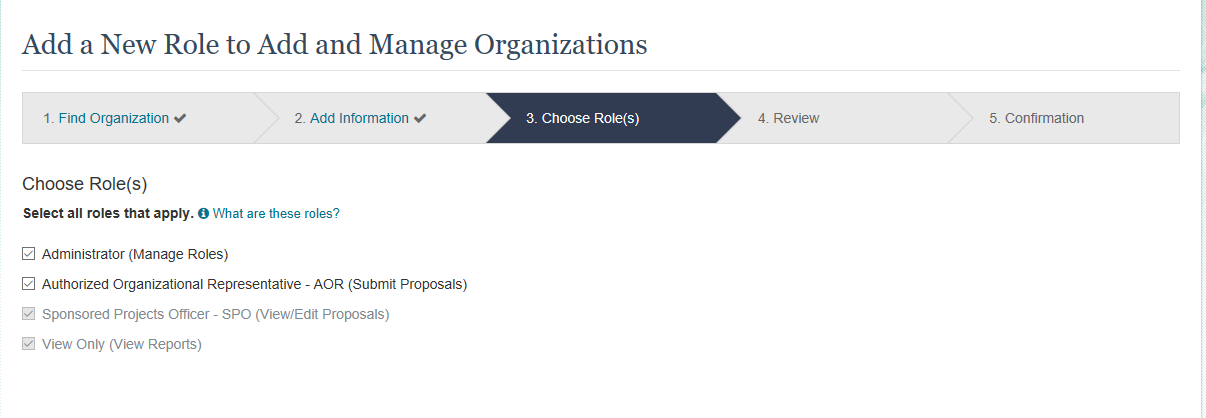 Add a New Role to Add and Manage Organizations
1. Find Organization
2. Add Information
3. Choose Role(s)
4. Review
5. Confirmation
Choose Role(s)
Select all roles that apply. What are these roles?
Administrator (Manage Roles)
Authorized Organizational Representative - AOR (Submit Proposals)
Sponsored Projects Officer - SPO (View/Edit Proposals)
View Only (View Reports)